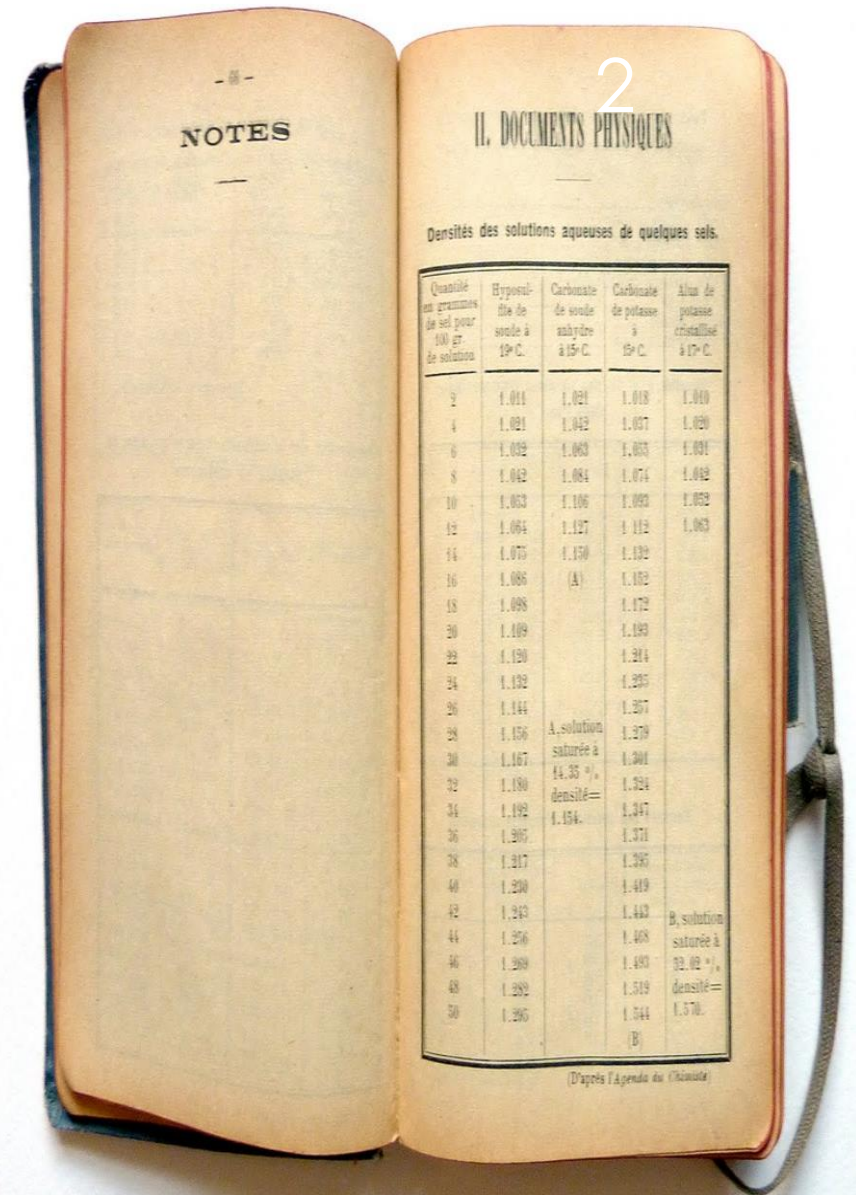 NOTES
2
II. DOCUMENTS PHYSIQUES
Densités des solutions aqueuses de quelques sels.
Quantité en grammes de sel pour 100 gr. de solution
Hyposulfite de soude à 19° C.
Carbonate de soude anhydre à 15° C.
Carbonate de potasse à 15° C.
Alun de potasse cristallisé à 17° C.
2 1.011 1.021 1.018 1.010
4 1.021 1.042 1.037 1.020
6 1.032 1.063 1.055 1.031
8 1.042 1.084 1.074 1.042
10 1.053 1.106 1.093 1.052
12 1.064 1.127 1 112 1.063
14 1.075 1.150 1.132
16 1.086 (A) 1.152
18 1.098 1.172
20 1.109 1.193
22 1.120 1.214
24 1.132 1.235
26 1.144 1.257
28 1.156 1.279
30 1.167 1.301
32 1.180 1.324
34 1.192 1.347
36 1.205 1.371
38 1.217 1.395
40 1.230 1.419
42 1.243 1.443
44 1.256 1.468
46 1.269 1.493
48 1.282 1.519
50 1.295 1.544
(B)
A, solution
saturée à
14.35 %
densité=
1.154.
B, solution
saturée à
52.02 %
densité=
1.570.
(D'après l'Agenda du Chimiste)